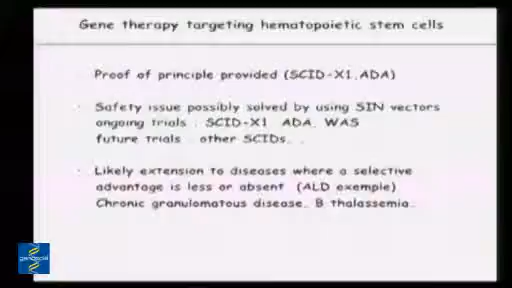 Gene therapy targeting hematopoietic stem cells
· Proof of principle provided (SCID-X1,ADA)
· Safety issue possibly solved by using SIN vectors
ongoing trials : SCID-X1 ADA, WAS
future trials : other SCIDs, .
· Likely extension to diseases where a selective
advantage is less or absent (ALD exemple)
Chronic granulomatous disease, B thalassemia..